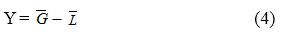 Y = G̅ − L̅ (4)